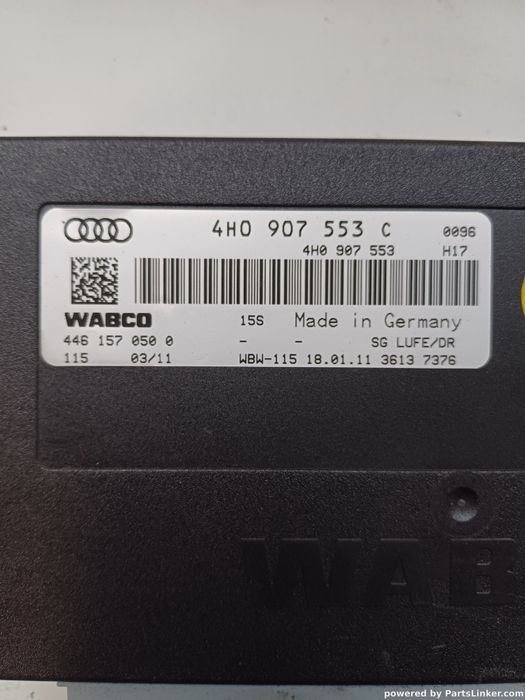 4H0 907 553 C 0096
4H0 907 553 H17
WABCO 15S Made in Germany
446 157 050 0 - - SG LUFE/DR
115 03/11 WBW-115 18.01.11 3613 7376
WAB
powered by PartsLinker.com